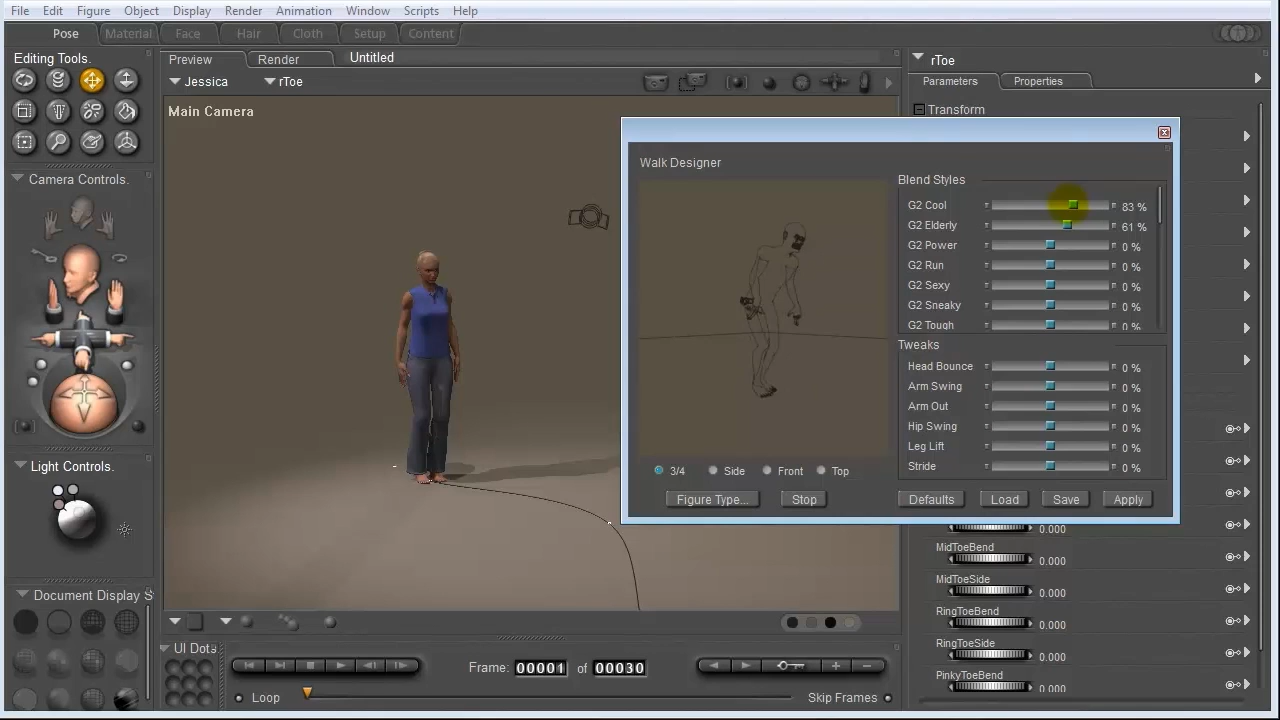 File Edit Figure Object Display Render Animation Window Scripts Help
Pose Material Face Hair Cloth Setup Content
Editing Tools.
Preview Render Untitled
Jessica rToe
Main Camera
Camera Controls.
Light Controls.
Document Display S
rToe
Parameters Properties
Transform
Walk Designer
Blend Styles
G2 Cool 83 %
G2 Elderly 61 %
G2 Power 0 %
G2 Run 0 %
G2 Sexy 0 %
G2 Sneaky 0 %
G2 Tough 0 %
Tweaks
Head Bounce 0 %
Arm Swing 0 %
Arm Out 0 %
Hip Swing 0 %
Leg Lift 0 %
Stride 0 %
3/4 Side Front Top
Figure Type... Stop Defaults Load Save Apply
0.000
MidToeBend
0.000
MidToeSide
0.000
RingToeBend
0.000
RingToeSide
0.000
PinkyToeBend
0.000
UI Dots
Frame: 00001 of 00030
Loop Skip Frames